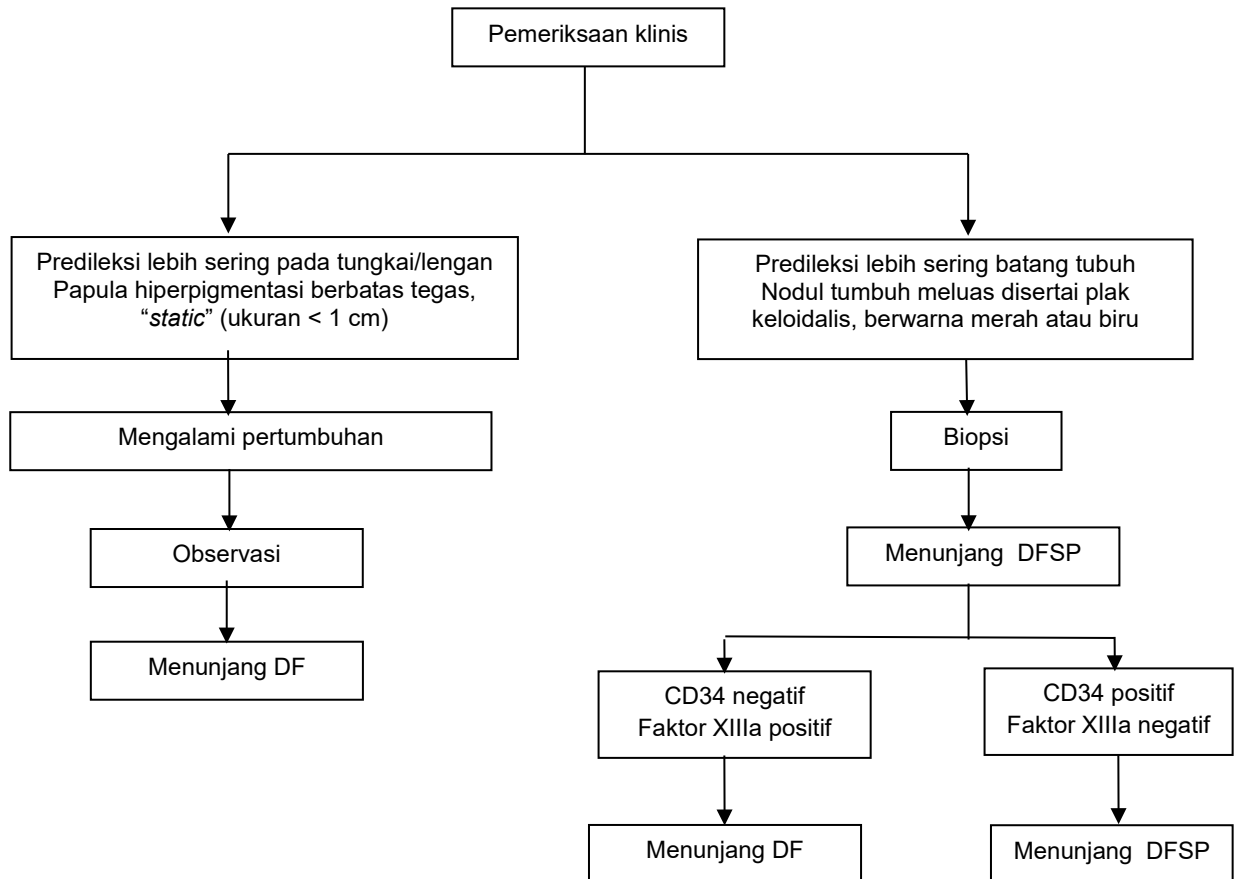 Pemeriksaan klinis
Predileksi lebih sering pada tungkai/lengan
Papula hiperpigmentasi berbatas tegas,
“static” (ukuran < 1 cm)
Predileksi lebih sering batang tubuh
Nodul tumbuh meluas disertai plak
keloidalis, berwarna merah atau biru
Mengalami pertumbuhan
Biopsi
Observasi
Menunjang DFSP
Menunjang DF
CD34 negatif
Faktor XIIIa positif
CD34 positif
Faktor XIIIa negatif
Menunjang DF
Menunjang DFSP